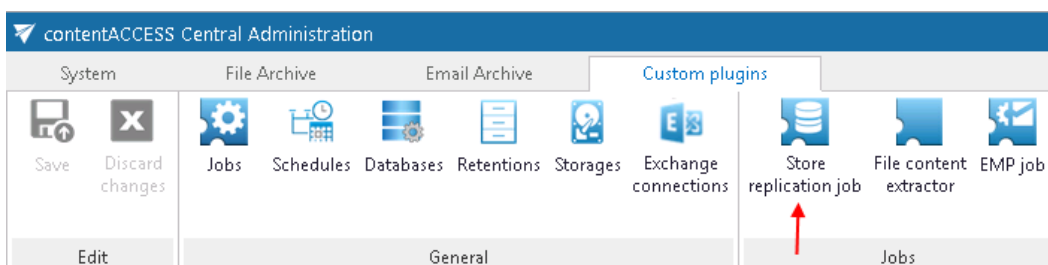 contentACCESS Central Administration
System File Archive Email Archive Custom plugins
Save Discard Jobs Schedules Databases Retentions Storages Exchange Store File content EMP job
changes connections replication job extractor
Edit General Jobs